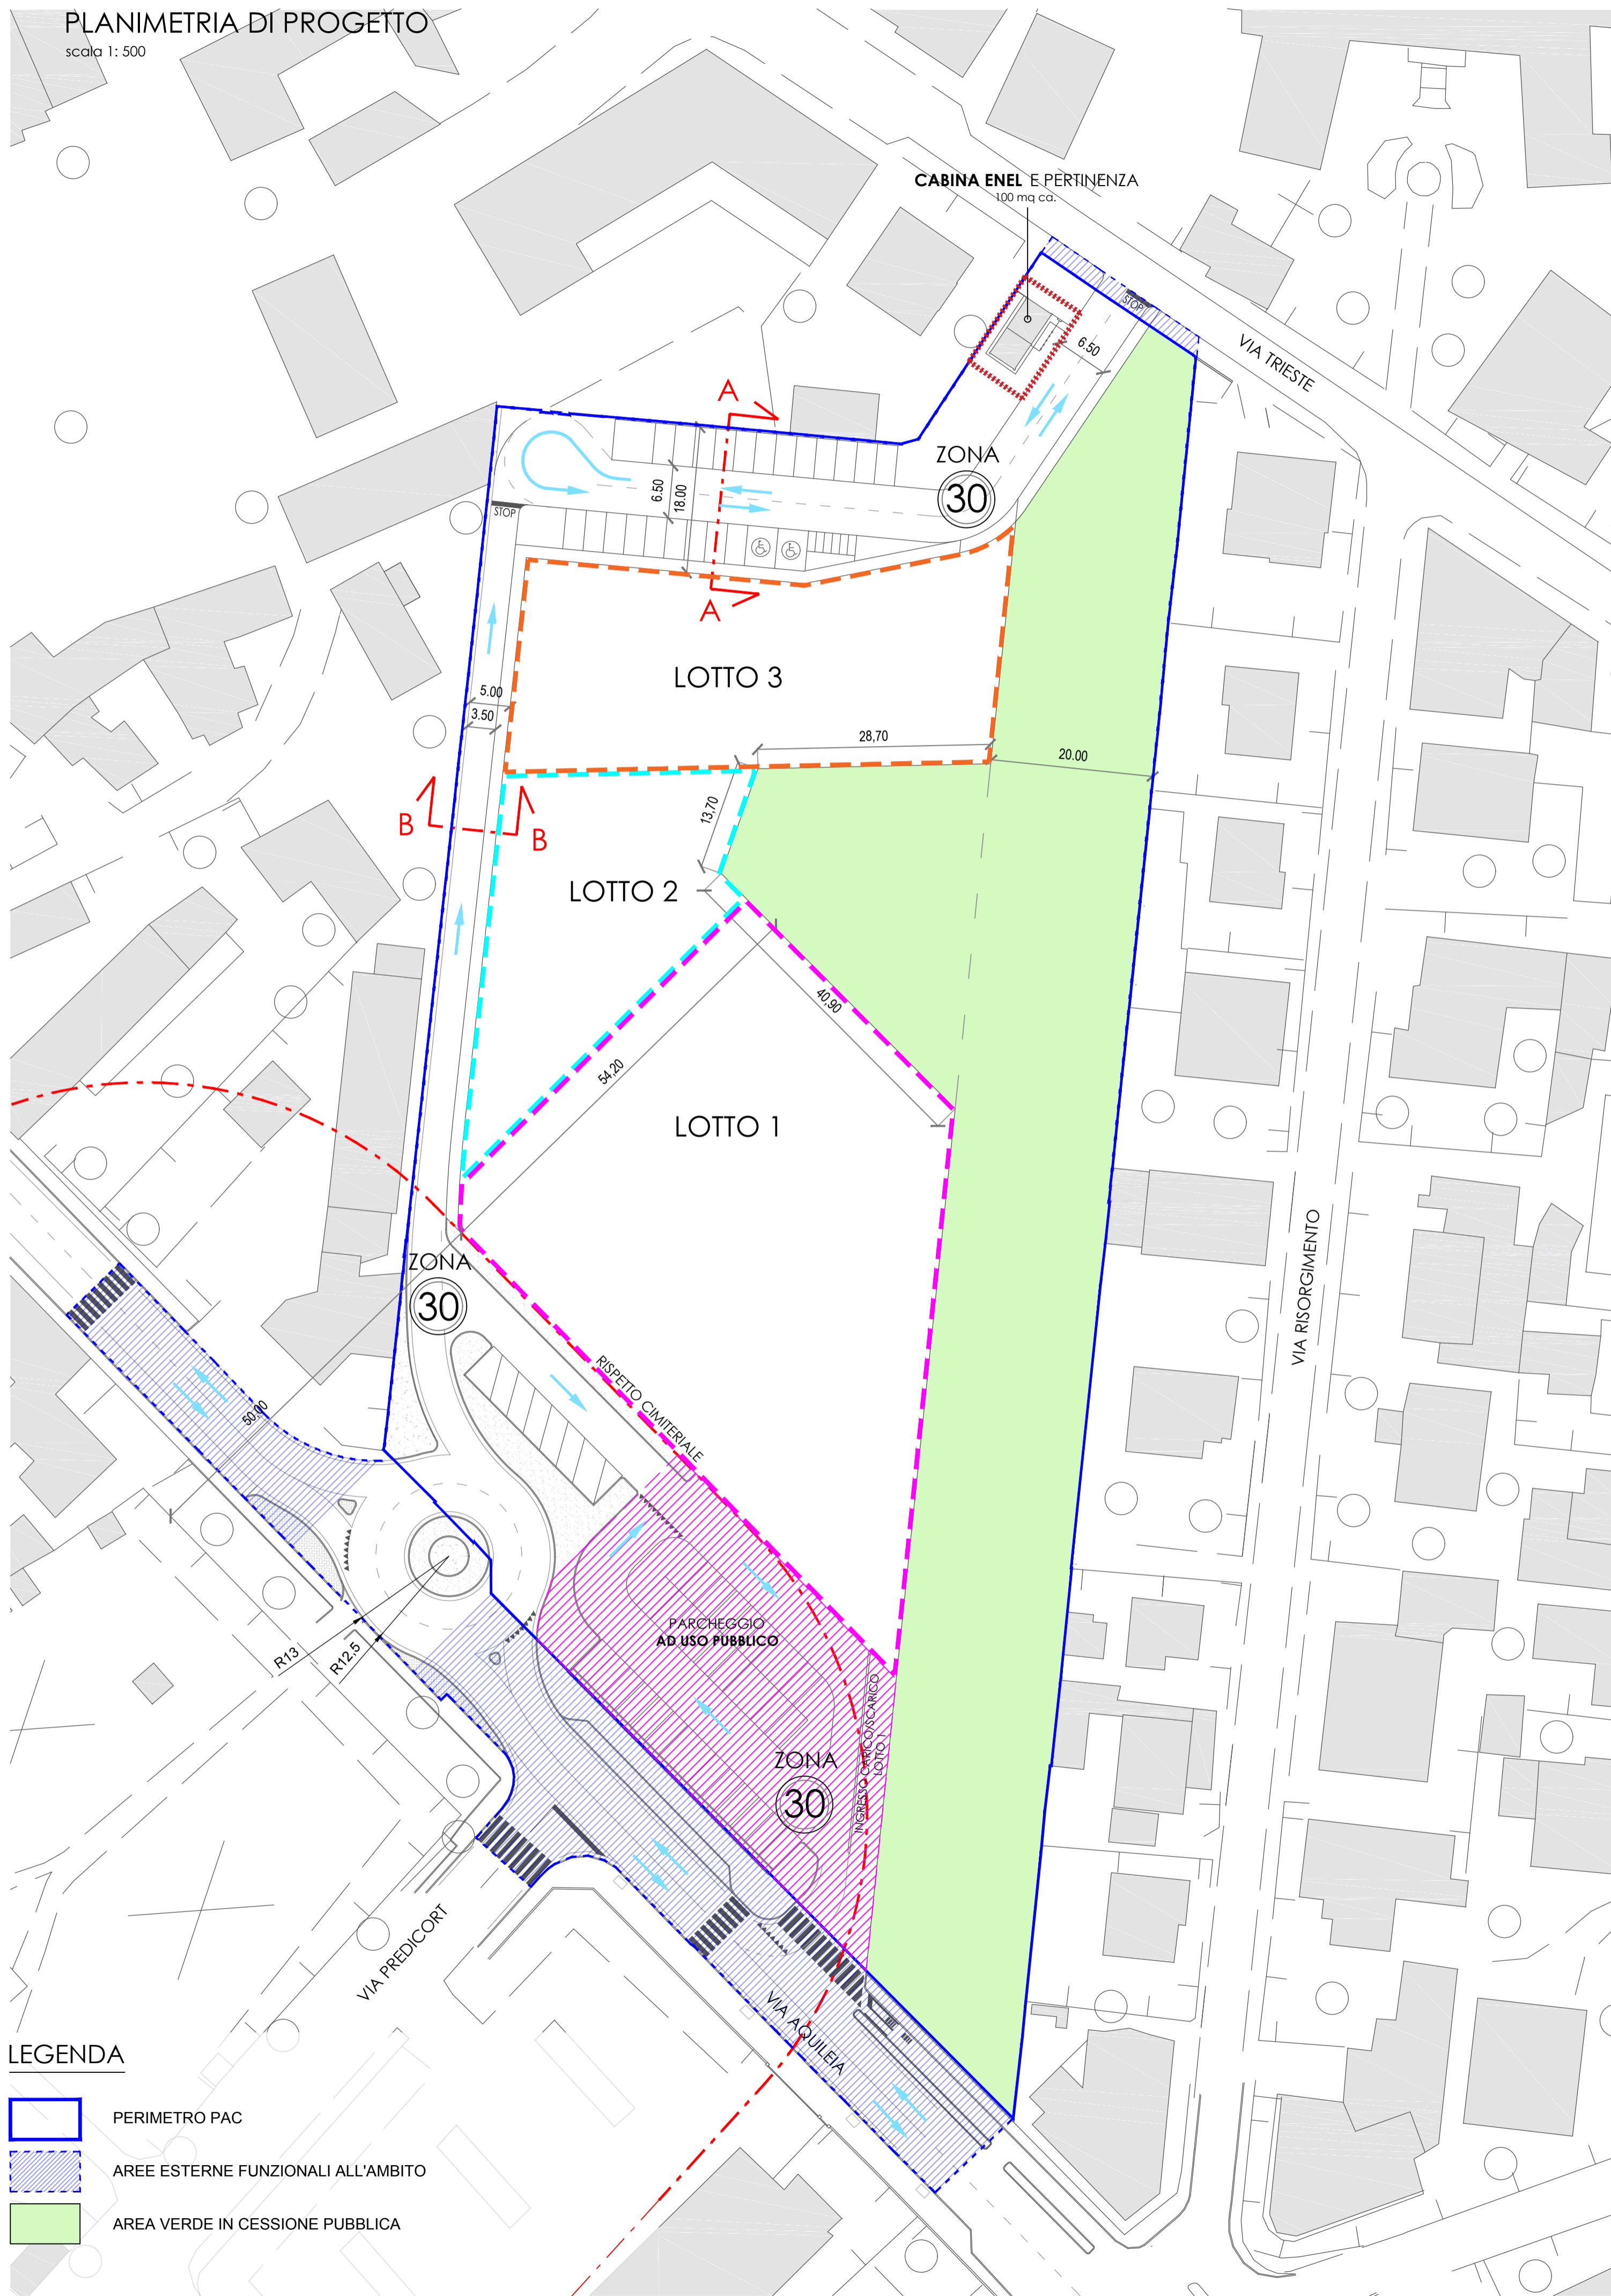 PLANIMETRIA DI PROGETTO
scala 1: 500
CABINA ENEL E PERTINENZA
100 mq ca.
STOP
VIA TRIESTE
6.50
A
ZONA
30
6.50
18.00
STOP
A
LOTTO 3
5.00
3.50
28,70
20.00
13,70
B
B
LOTTO 2
40,90
54,20
LOTTO 1
ZONA
30
VIA RISORGIMENTO
RISPETTO CIMITERIALE
50,00
PARCHEGGIO
AD USO PUBBLICO
R13
R12.5
INGRESSO CARICO/SCARICO
LOTTO 1
ZONA
30
VIA PREDICORT
VIA AQUILEIA
LEGENDA
PERIMETRO PAC
AREE ESTERNE FUNZIONALI ALL'AMBITO
AREA VERDE IN CESSIONE PUBBLICA